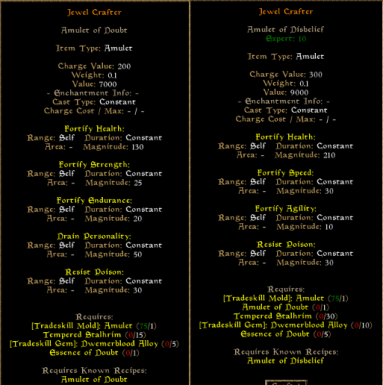 Jewel Crafter
Amulet of Doubt
Item Type: Amulet
Charge Value: 200
Weight: 0.1
Value: 7000
- Enchantment Info: -
Cast Type: Constant
Charge Cost / Max: - / -
Fortify Health:
Range: Self Duration: Constant
Area: - Magnitude: 130
Fortify Strength:
Range: Self Duration: Constant
Area: - Magnitude: 25
Fortify Endurance:
Range: Self Duration: Constant
Area: - Magnitude: 20
Drain Personality:
Range: Self Duration: Constant
Area: - Magnitude: 50
Resist Poison:
Range: Self Duration: Constant
Area: - Magnitude: 30
Requires:
[Tradeskill Mold]: Amulet (75/1)
Tempered Stalhrim (0/15)
[Tradeskill Gem]: Dwemerblood Alloy (0/5)
Essence of Doubt (0/1)
Requires Known Recipes:
Amulet of Doubt
Jewel Crafter
Amulet of Disbelief
Expert: 10
Item Type: Amulet
Charge Value: 300
Weight: 0.1
Value: 9000
- Enchantment Info: -
Cast Type: Constant
Charge Cost / Max: - / -
Fortify Health:
Range: Self Duration: Constant
Area: - Magnitude: 210
Fortify Speed:
Range: Self Duration: Constant
Area: - Magnitude: 30
Fortify Agility:
Range: Self Duration: Constant
Area: - Magnitude: 10
Resist Poison:
Range: Self Duration: Constant
Area: - Magnitude: 30
Requires:
[Tradeskill Mold]: Amulet (75/1)
Amulet of Doubt (0/1)
Tempered Stalhrim (0/30)
[Tradeskill Gem]: Dwemerblood Alloy (0/10)
Essence of Doubt (0/5)
Requires Known Recipes:
Amulet of Disbelief